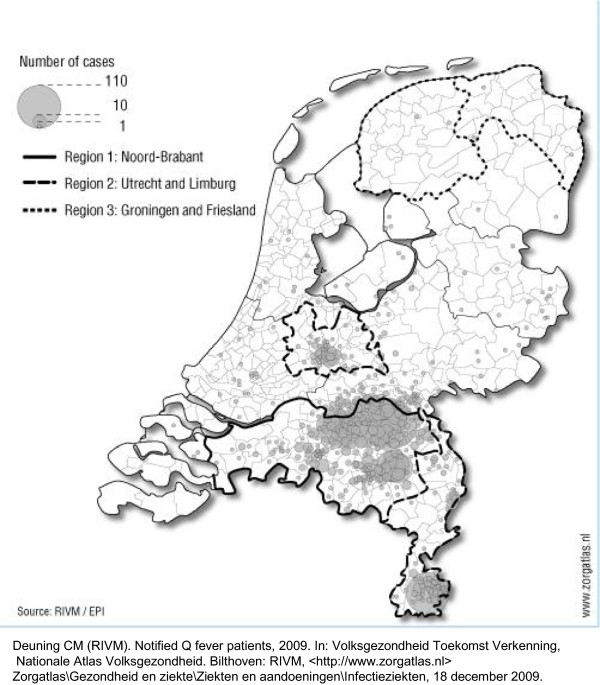 Number of cases
110
10
1
Region 1: Noord-Brabant
Region 2: Utrecht and Limburg
Region 3: Groningen and Friesland
www.zorgatlas.nl
Source: RIVM / EPI
Deuning CM (RIVM). Notified Q fever patients, 2009. In: Volksgezondheid Toekomst Verkenning,
Nationale Atlas Volksgezondheid. Bilthoven: RIVM, <http://www.zorgatlas.nl>
Zorgatlas\Gezondheid en ziekte\Ziekten en aandoeningen\Infectieziekten, 18 december 2009.